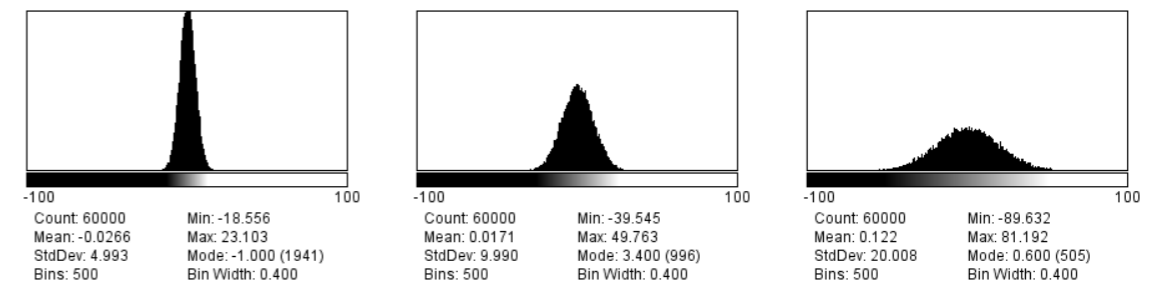 -100 100
Count: 60000 Min: -18.556
Mean: -0.0266 Max: 23.103
StdDev: 4.993 Mode: -1.000 (1941)
Bins: 500 Bin Width: 0.400
-100 100
Count: 60000 Min: -39.545
Mean: 0.0171 Max: 49.763
StdDev: 9.990 Mode: 3.400 (996)
Bins: 500 Bin Width: 0.400
-100 100
Count: 60000 Min: -89.632
Mean: 0.122 Max: 81.192
StdDev: 20.008 Mode: 0.600 (505)
Bins: 500 Bin Width: 0.400